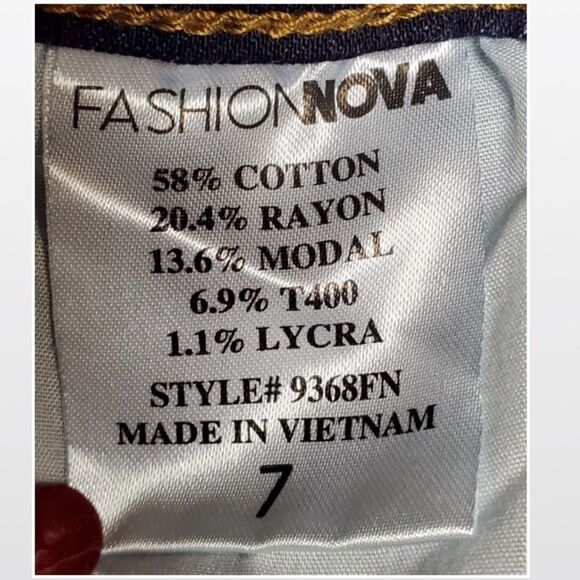 FASHIONNOVA
58% COTTON
20.4% RAYON
13.6% MODAL
6.9% T400
1.1% LYCRA
STYLE# 9368FN
MADE IN VIETNAM
7